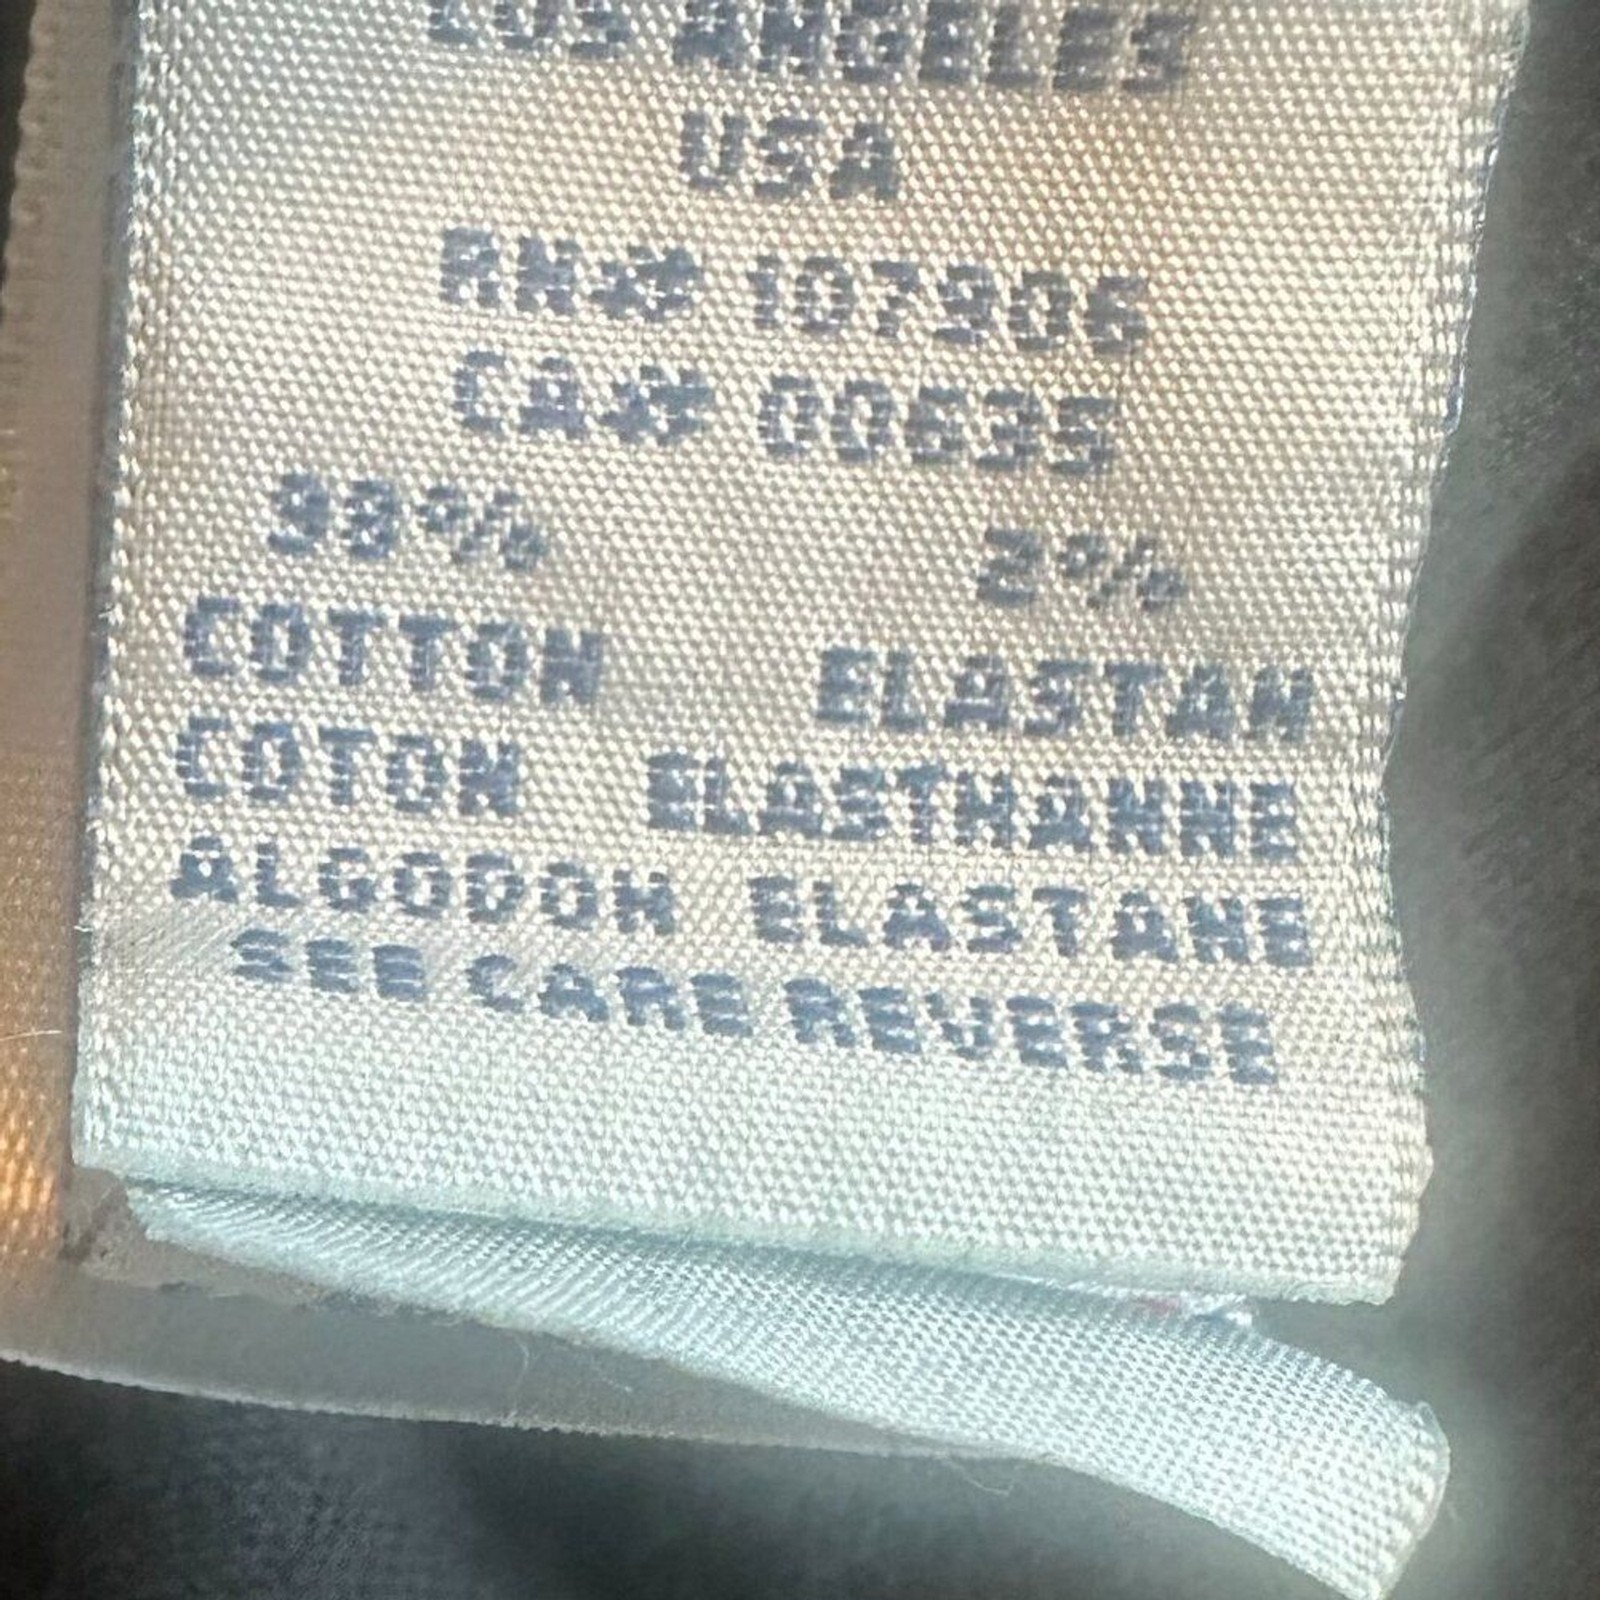 LOS ANGELES
USA
RN# 107906
CA# 00635
98% 2%
COTTON ELASTAN
COTON ELASTHANNE
ALGODON ELASTANE
SEE CARE REVERSE